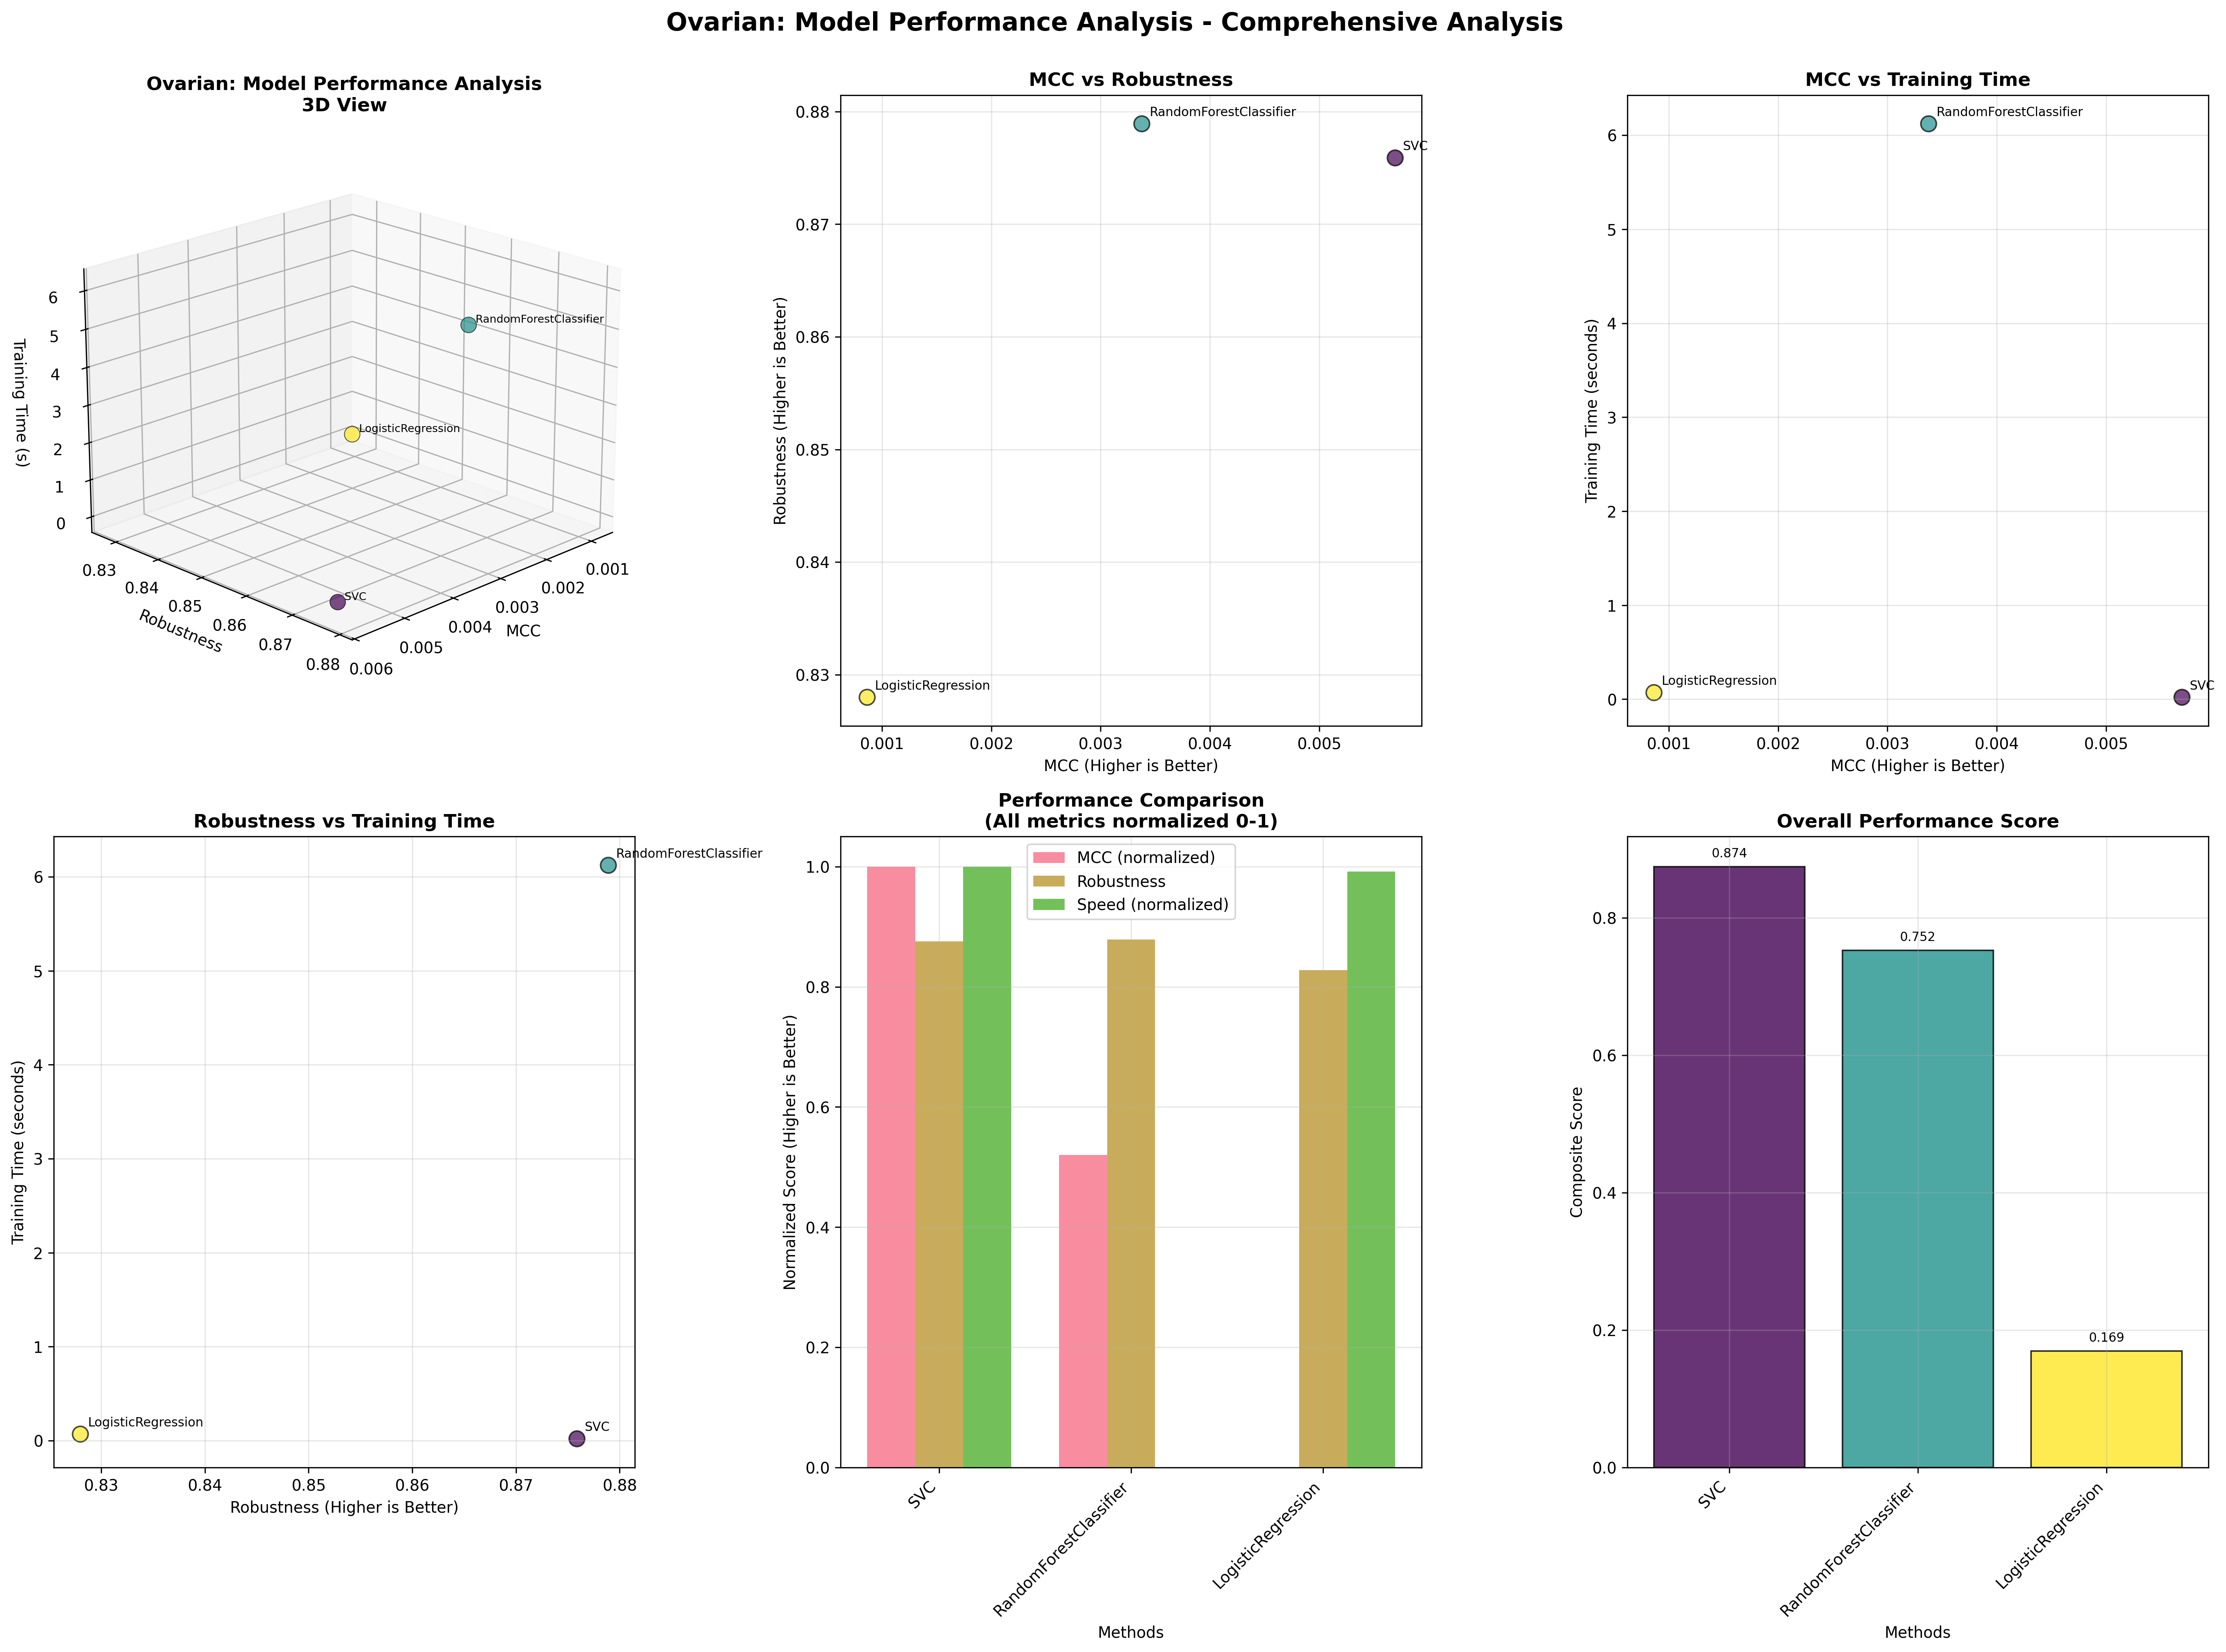 Ovarian: Model Performance Analysis - Comprehensive Analysis
Ovarian: Model Performance Analysis
3D View
RandomForestClassifier
LogisticRegression
SVC
Training Time (s)
6
5
4
3
2
1
0
0.83
0.84
0.85
0.86
0.87
0.88
Robustness
0.006
0.005
0.004
0.003
0.002
0.001
MCC
MCC vs Robustness
RandomForestClassifier
SVC
LogisticRegression
Robustness (Higher is Better)
0.88
0.87
0.86
0.85
0.84
0.83
0.001
0.002
0.003
0.004
0.005
MCC (Higher is Better)
MCC vs Training Time
RandomForestClassifier
LogisticRegression
SVC
Training Time (seconds)
6
5
4
3
2
1
0
0.001
0.002
0.003
0.004
0.005
MCC (Higher is Better)
Robustness vs Training Time
RandomForestClassifier
LogisticRegression
SVC
Training Time (seconds)
6
5
4
3
2
1
0
0.83
0.84
0.85
0.86
0.87
0.88
Robustness (Higher is Better)
Performance Comparison
(All metrics normalized 0-1)
MCC (normalized)
Robustness
Speed (normalized)
Normalized Score (Higher is Better)
1.0
0.8
0.6
0.4
0.2
0.0
SVC
RandomForestClassifier
LogisticRegression
Methods
Overall Performance Score
0.874
0.752
0.169
Composite Score
0.8
0.6
0.4
0.2
0.0
SVC
RandomForestClassifier
LogisticRegression
Methods